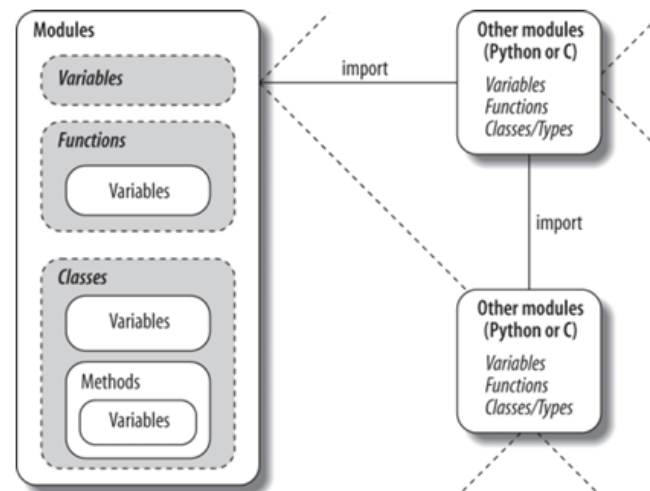 Modules
Variables
Functions
Variables
Classes
Variables
Methods
Variables
import
Other modules
(Python or C)
Variables
Functions
Classes/Types
import
Other modules
(Python or C)
Variables
Functions
Classes/Types